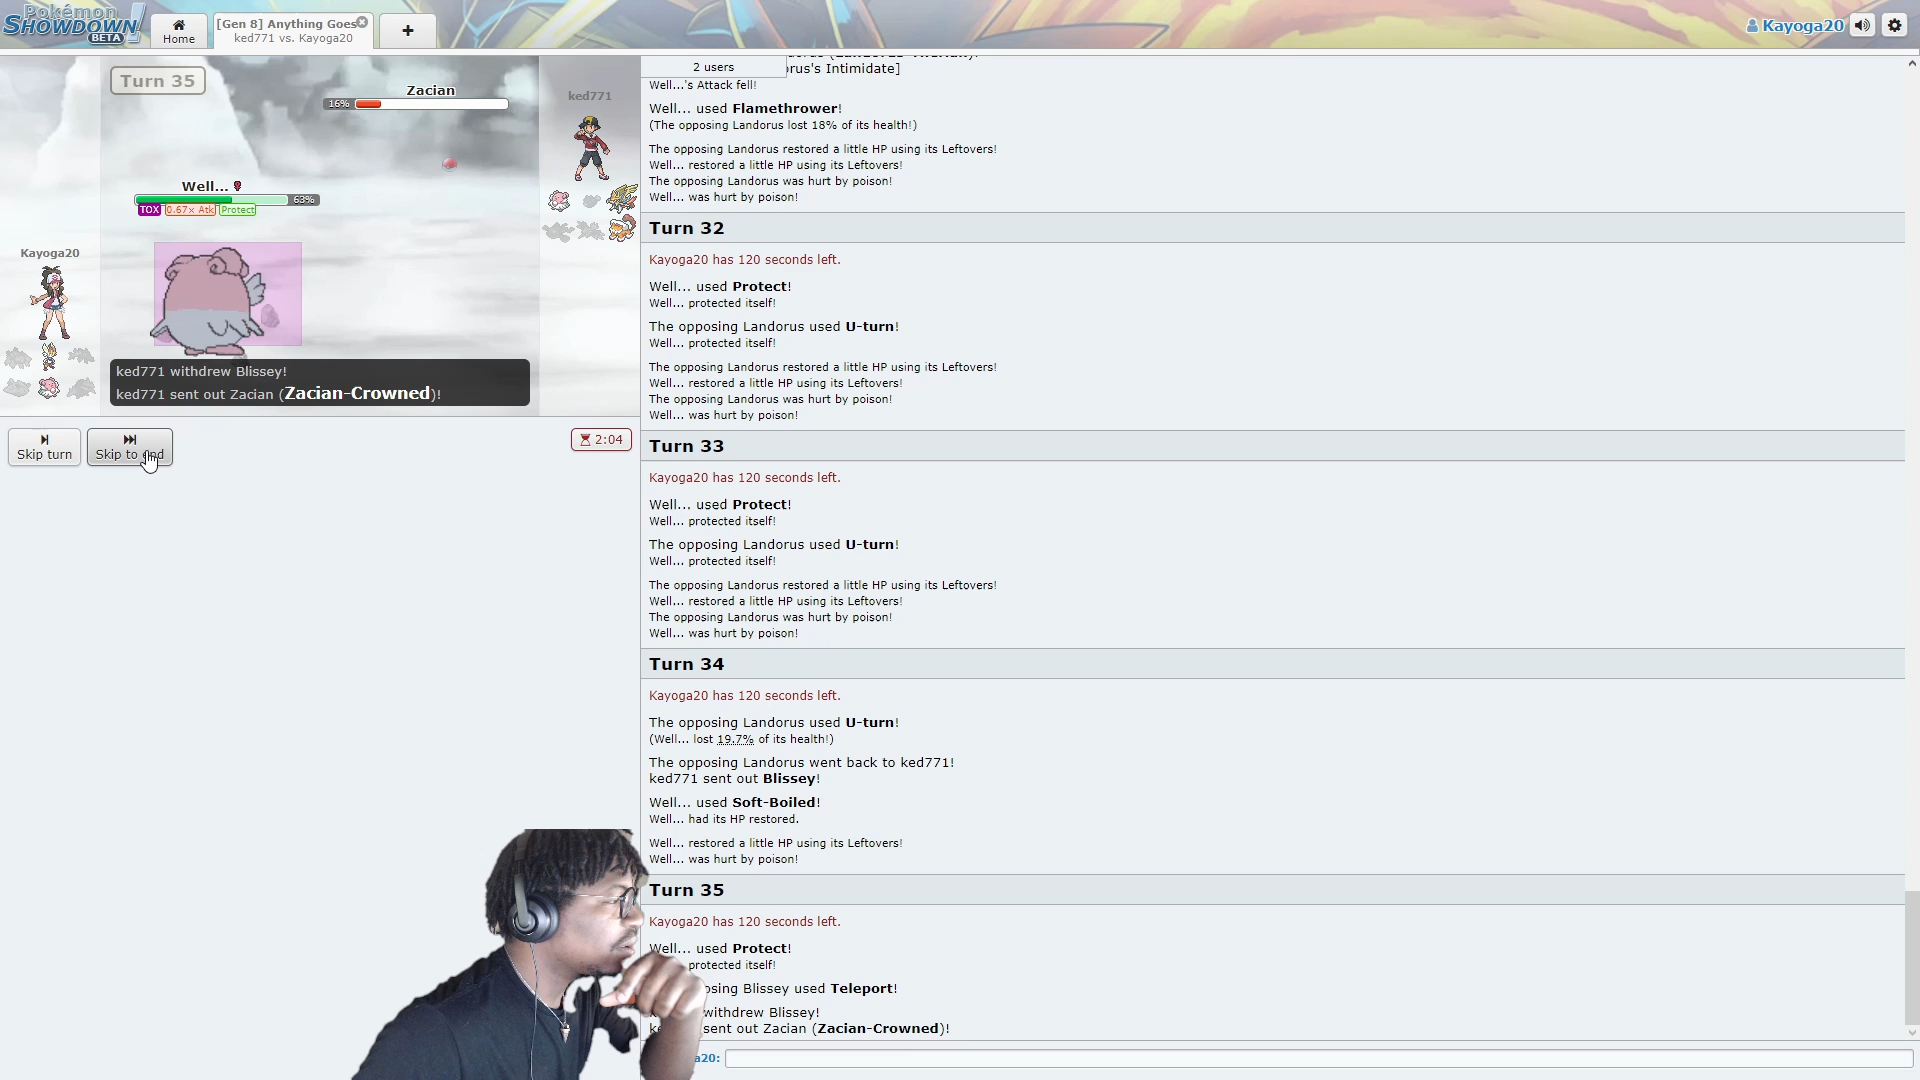 Pokémon
SHOWDOWN!
BETA
Home
[Gen 8] Anything Goes
ked771 vs. Kayoga20
+
Kayoga20
Turn 35
Zacian
16%
ked771
Well...
63%
TOX 0.67× Atk Protect
Kayoga20
ked771 withdrew Blissey!
ked771 sent out Zacian (Zacian-Crowned)!
Skip turn
Skip to end
2:04
2 users
orus's Intimidate]
Well...'s Attack fell!
Well... used Flamethrower!
(The opposing Landorus lost 18% of its health!)
The opposing Landorus restored a little HP using its Leftovers!
Well... restored a little HP using its Leftovers!
The opposing Landorus was hurt by poison!
Well... was hurt by poison!
Turn 32
Kayoga20 has 120 seconds left.
Well... used Protect!
Well... protected itself!
The opposing Landorus used U-turn!
Well... protected itself!
The opposing Landorus restored a little HP using its Leftovers!
Well... restored a little HP using its Leftovers!
The opposing Landorus was hurt by poison!
Well... was hurt by poison!
Turn 33
Kayoga20 has 120 seconds left.
Well... used Protect!
Well... protected itself!
The opposing Landorus used U-turn!
Well... protected itself!
The opposing Landorus restored a little HP using its Leftovers!
Well... restored a little HP using its Leftovers!
The opposing Landorus was hurt by poison!
Well... was hurt by poison!
Turn 34
Kayoga20 has 120 seconds left.
The opposing Landorus used U-turn!
(Well... lost 19.7% of its health!)
The opposing Landorus went back to ked771!
ked771 sent out Blissey!
Well... used Soft-Boiled!
Well... had its HP restored.
Well... restored a little HP using its Leftovers!
Well... was hurt by poison!
Turn 35
Kayoga20 has 120 seconds left.
Well... used Protect!
protected itself!
osing Blissey used Teleport!
withdrew Blissey!
sent out Zacian (Zacian-Crowned)!
a20: